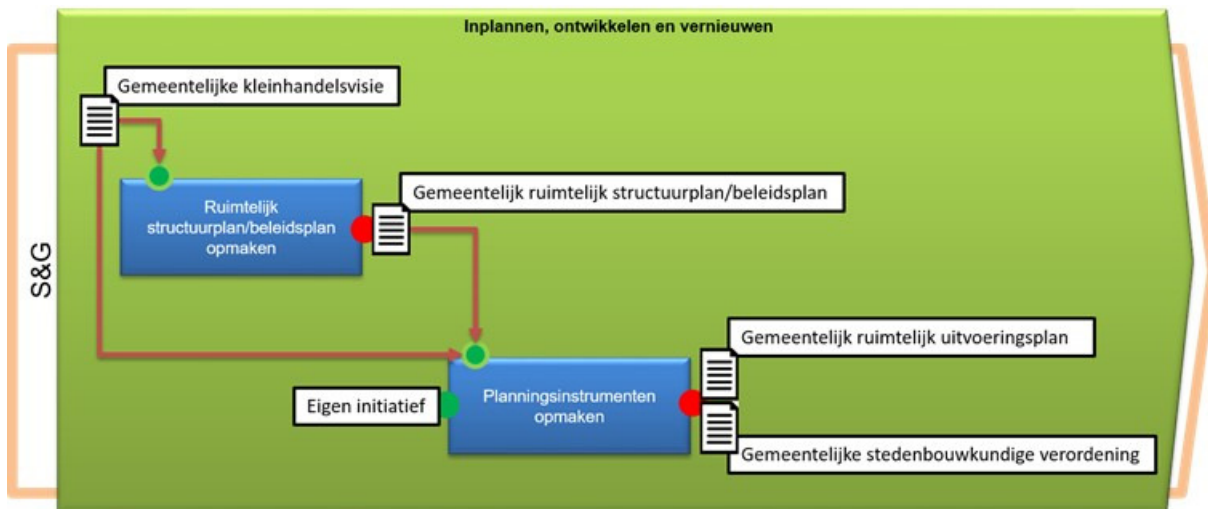 Inplannen, ontwikkelen en vernieuwen
Gemeentelijke kleinhandelsvisie
Ruimtelijk
structuurplan/beleidsplan
opmaken
Gemeentelijk ruimtelijk structuurplan/beleidsplan
S&G
Gemeentelijk ruimtelijk uitvoeringsplan
Eigen initiatief
Planningsinstrumenten
opmaken
Gemeentelijke stedenbouwkundige verordening